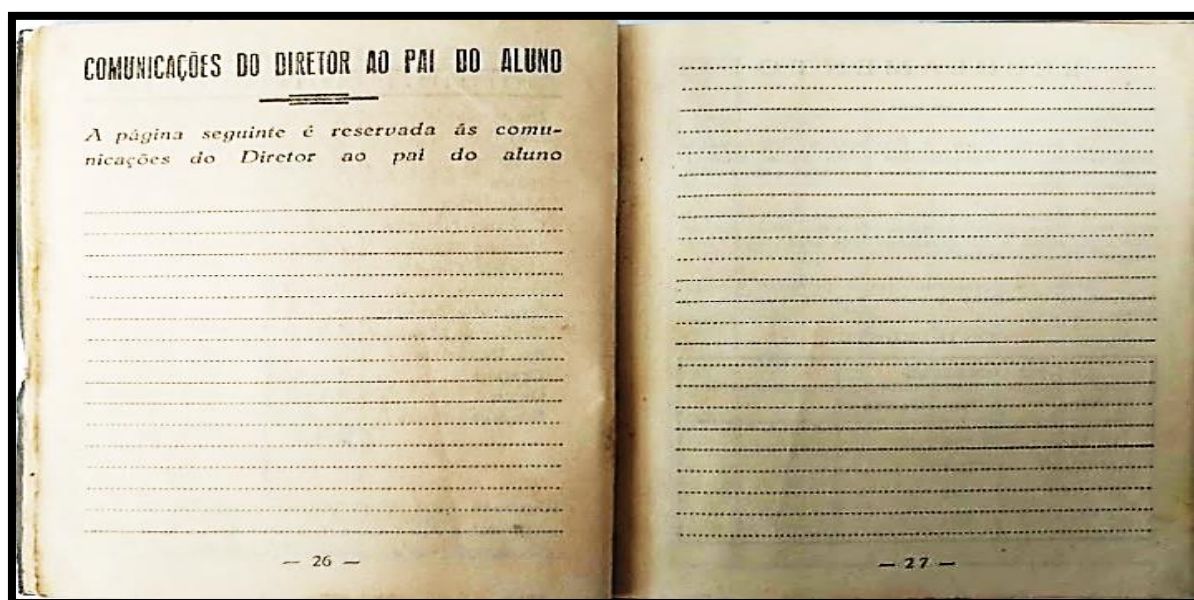 COMUNICAÇÕES DO DIRETOR AO PAI DO ALUNO
A página seguinte é reservada ás comu-
nicações do Diretor ao pai do aluno
— 26 —
— 27 —